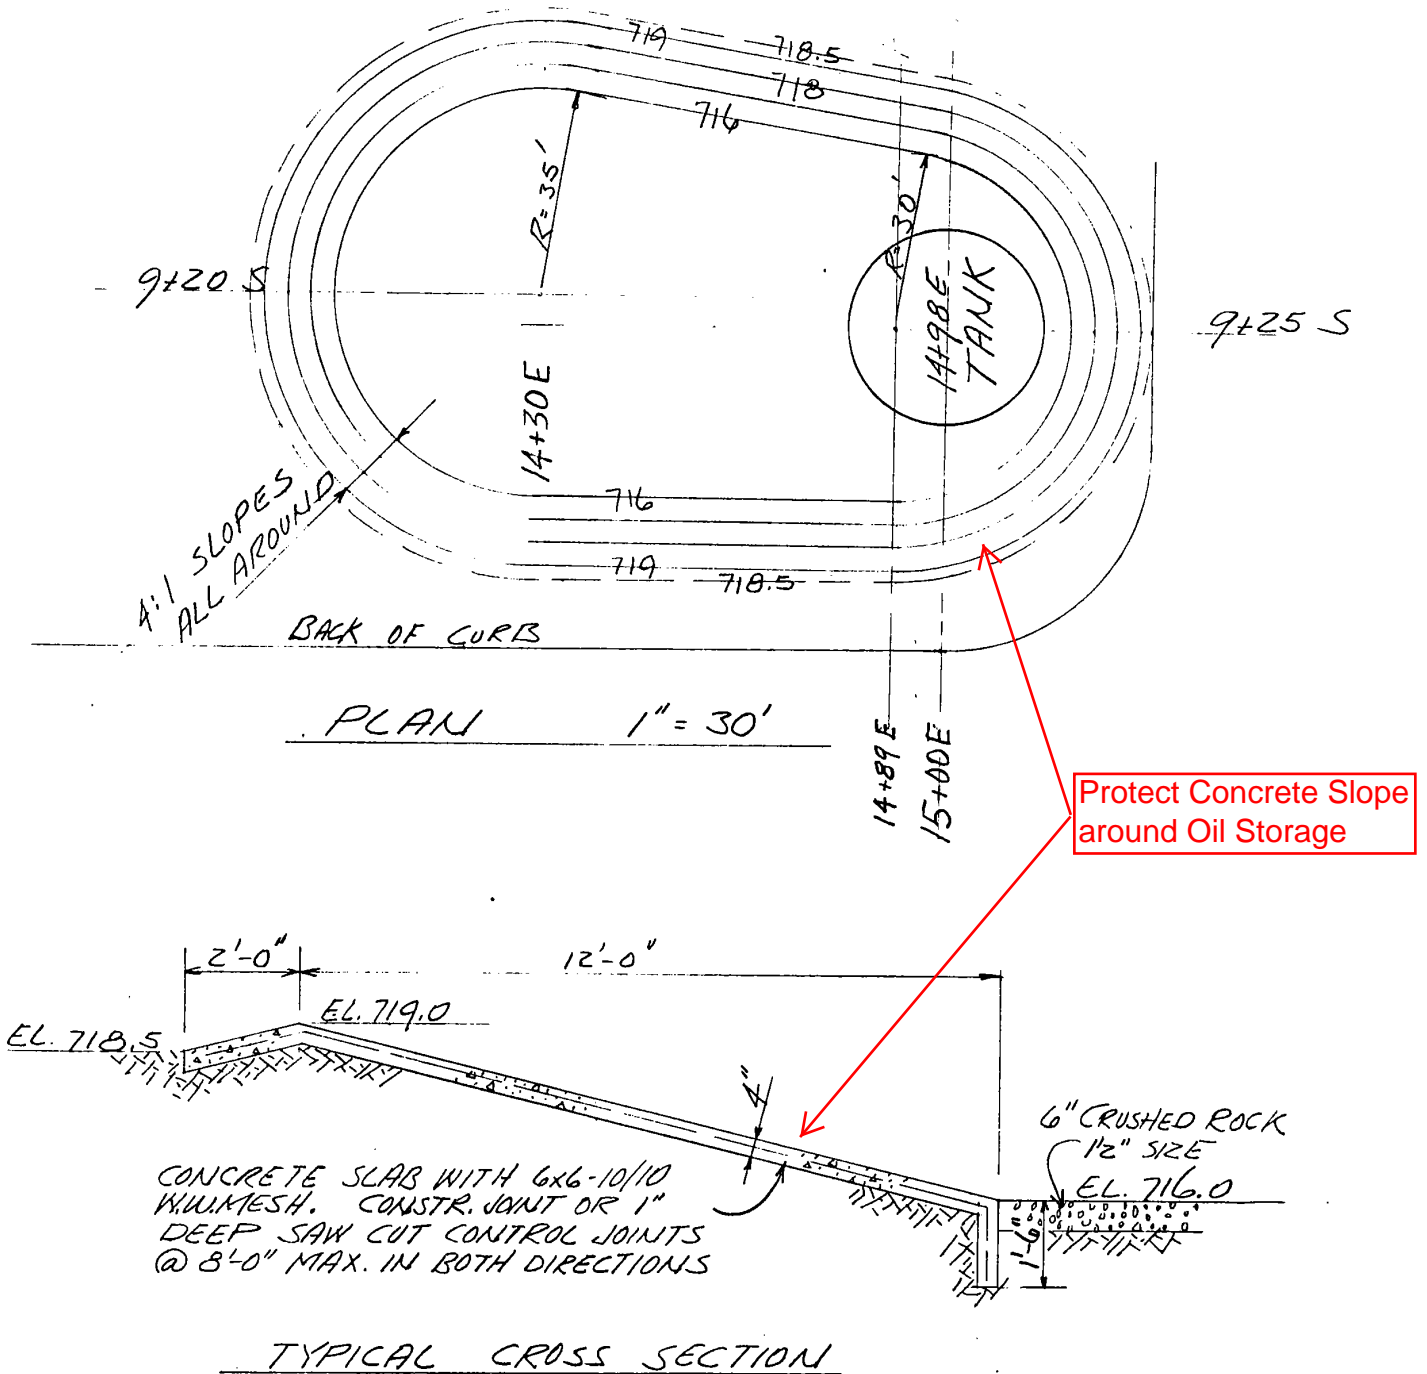 719
718.5
718
716
R=35'
R=30'
9+20 S
14+98E
TANK
9+25 S
14+30E
4:1 SLOPES
ALL AROUND
716
719
718.5
BACK OF CURB
PLAN 1"=30'
14+89E
15+00E
Protect Concrete Slope
around Oil Storage
2'-0"
12'-0"
EL. 719.0
EL. 718.5
4"
6" CRUSHED ROCK
1½" SIZE
EL. 716.0
1'-6"
CONCRETE SLAB WITH 6x6-10/10
W.W.MESH. CONSTR. JOINT OR 1"
DEEP SAW CUT CONTROL JOINTS
@ 8'-0" MAX. IN BOTH DIRECTIONS
TYPICAL CROSS SECTION